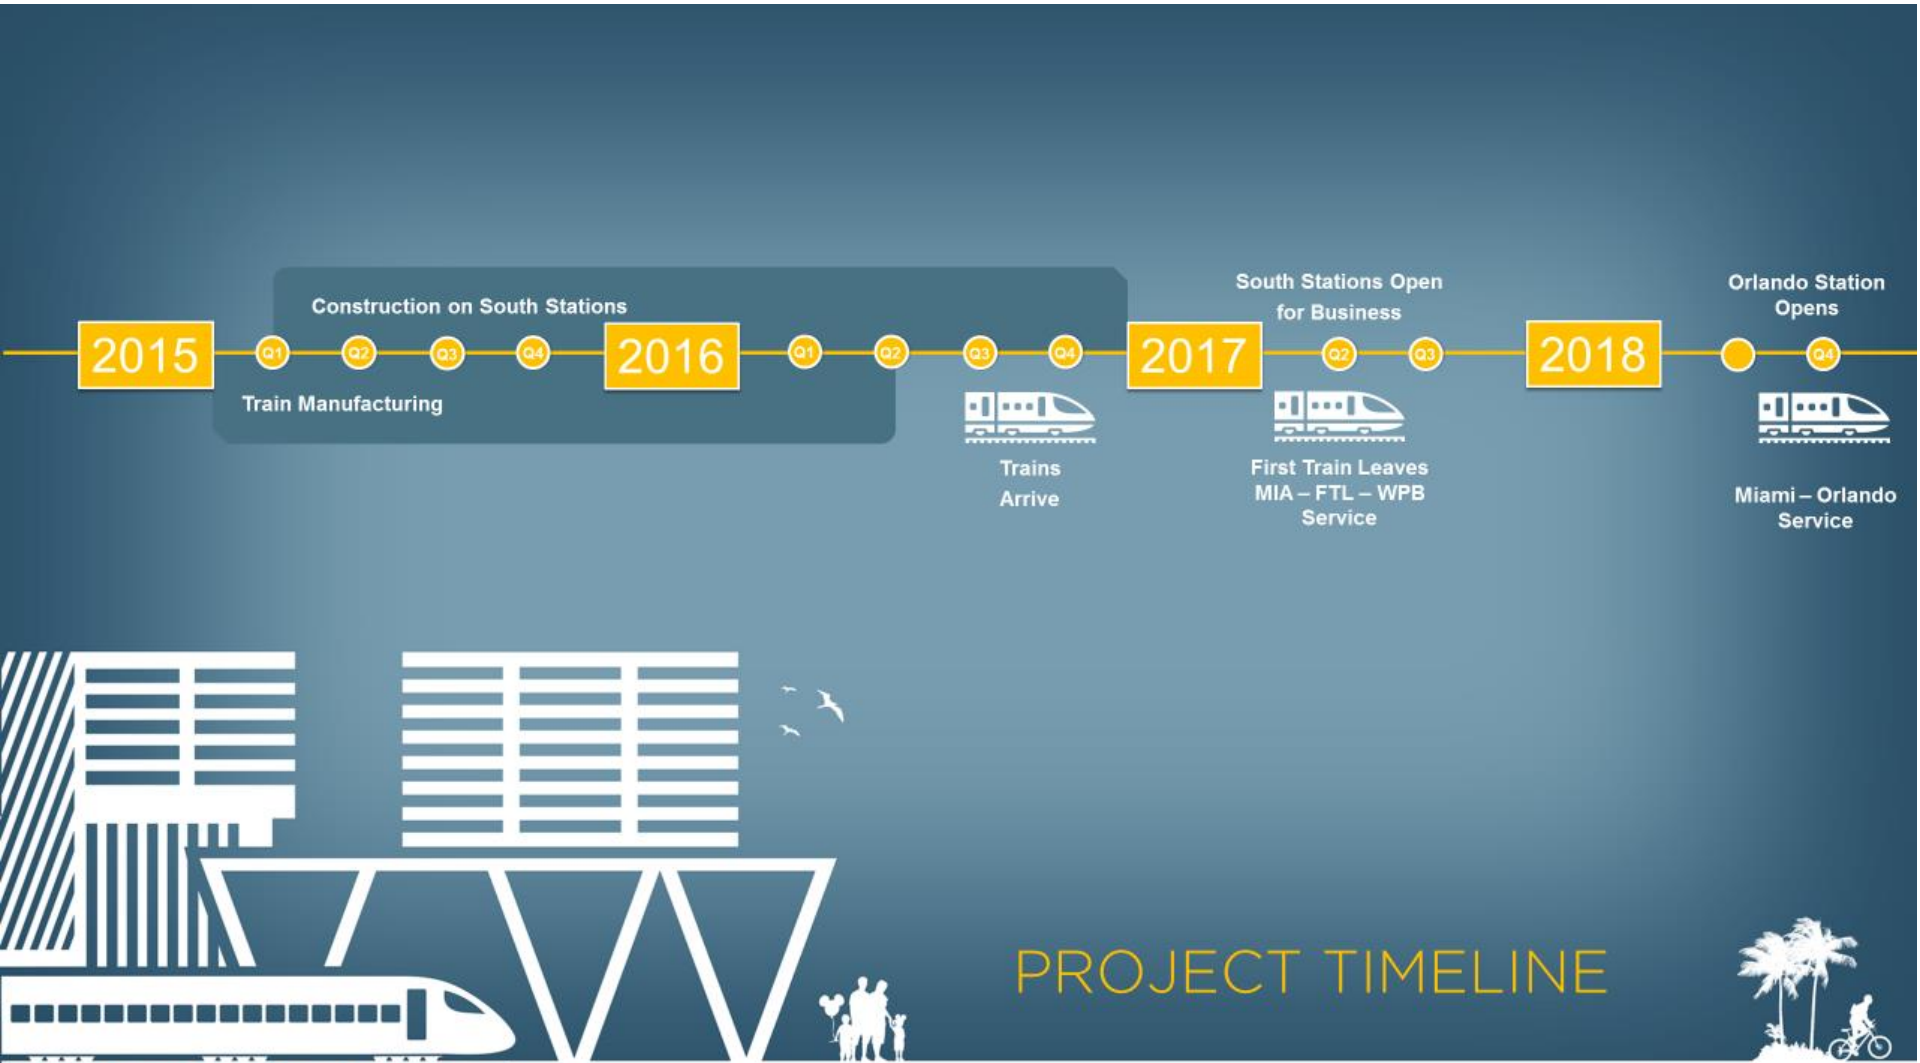 South Stations Open
for Business
Orlando Station
Opens
Construction on South Stations
2015 Q1 Q2 Q3 Q4 2016 Q1 Q2 Q3 Q4 2017 Q2 Q3 2018 Q4
Train Manufacturing
Trains
Arrive
First Train Leaves
MIA – FTL – WPB
Service
Miami – Orlando
Service
PROJECT TIMELINE